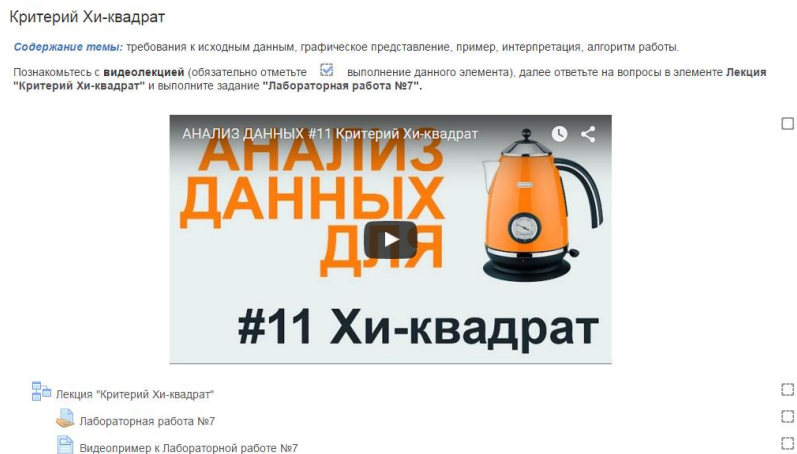 Критерий Хи-квадрат
Содержание темы: требования к исходным данным, графическое представление, пример, интерпретация, алгоритм работы.
Познакомьтесь с видеолекцией (обязательно отметьте выполнение данного элемента), далее ответьте на вопросы в элементе Лекция
"Критерий Хи-квадрат" и выполните задание "Лабораторная работа №7".
АНАЛИЗ ДАННЫХ #11 Критерий Хи-квадрат
АНАЛИЗ
ДАННЫХ
ДЛЯ
#11 Хи-квадрат
Лекция "Критерий Хи-квадрат"
Лабораторная работа №7
Видеопример к Лабораторной работе №7